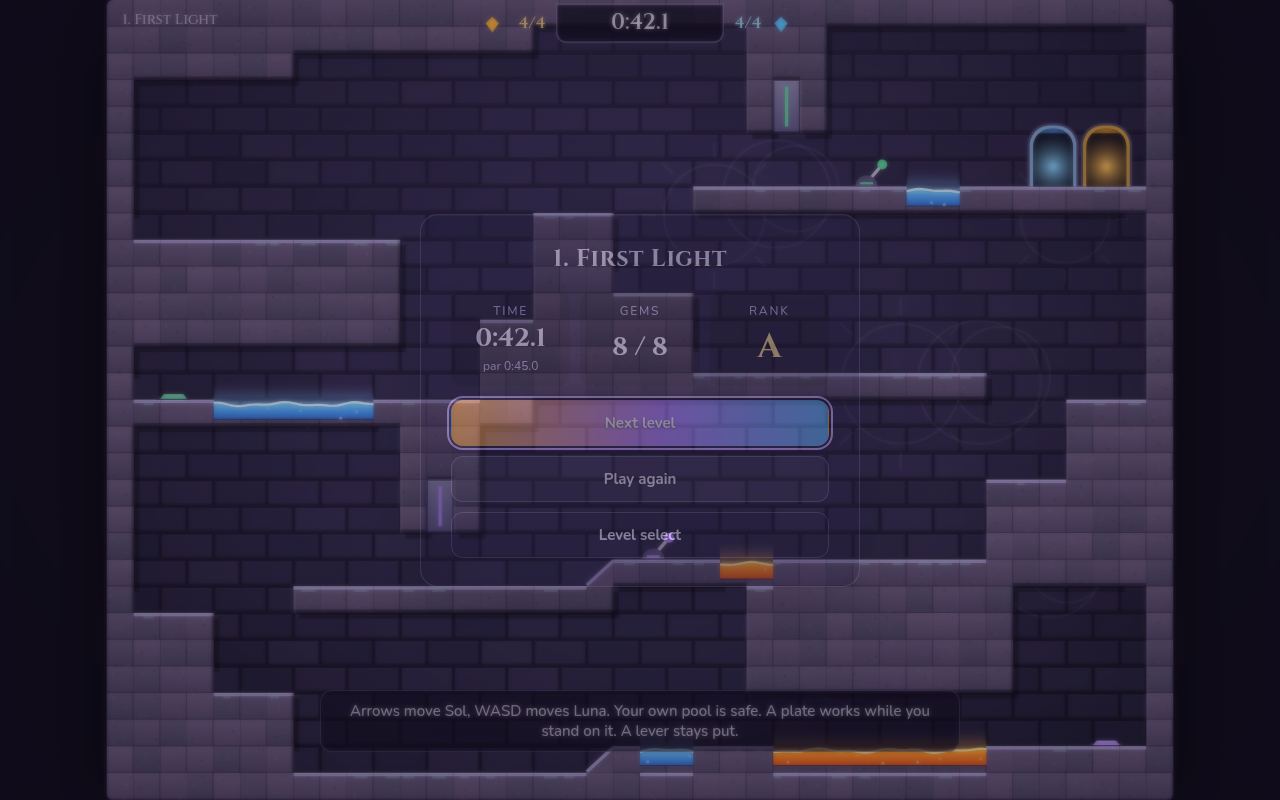 1. First Light
4/4
0:42.1
4/4
1. First Light
TIME
GEMS
RANK
0:42.1
8 / 8
A
par 0:45.0
Next level
Play again
Level select
Arrows move Sol, WASD moves Luna. Your own pool is safe. A plate works while you
stand on it. A lever stays put.